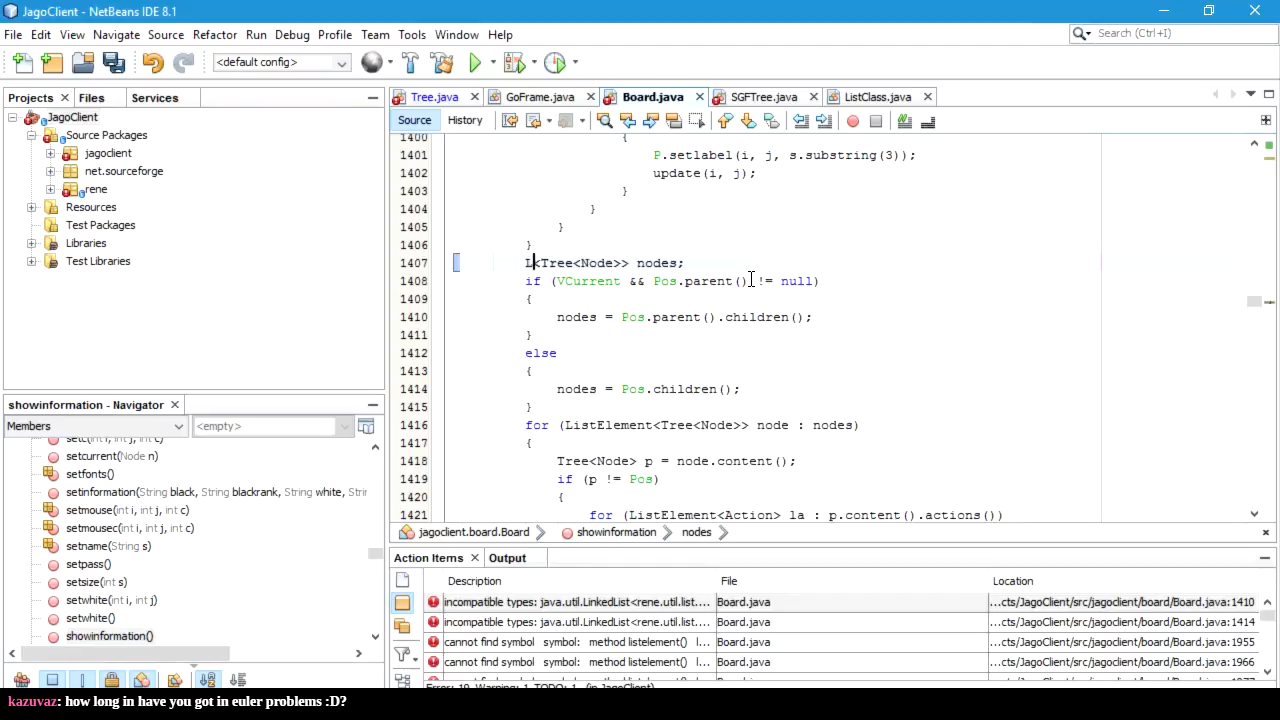 JagoClient - NetBeans IDE 8.1
File Edit View Navigate Source Refactor Run Debug Profile Team Tools Window Help
Search (Ctrl+I)
<default config>
Projects Files Services
JagoClient
Source Packages
jagoclient
net.sourceforge
rene
Resources
Test Packages
Libraries
Test Libraries
showinformation - Navigator
Members
<empty>
setc(int i, int j, int c)
setcurrent(Node n)
setfonts()
setinformation(String black, String blackrank, String white, Stri
setmouse(int i, int j, int c)
setmousec(int i, int j, int c)
setname(String s)
setpass()
setsize(int s)
setwhite(int i, int j)
setwhite()
showinformation()
Tree.java GoFrame.java Board.java SGFTree.java ListClass.java
Source History
1400 {
1401 P.setlabel(i, j, s.substring(3));
1402 update(i, j);
1403 }
1404 }
1405 }
1406 }
1407 L<Tree<Node>> nodes;
1408 if (VCurrent && Pos.parent() != null)
1409 {
1410 nodes = Pos.parent().children();
1411 }
1412 else
1413 {
1414 nodes = Pos.children();
1415 }
1416 for (ListElement<Tree<Node>> node : nodes)
1417 {
1418 Tree<Node> p = node.content();
1419 if (p != Pos)
1420 {
1421 for (ListElement<Action> la : p.content().actions())
jagoclient.board.Board showinformation nodes
Action Items Output
Description File Location
incompatible types: java.util.LinkedList<rene.util.list.... Board.java ...cts/JagoClient/src/jagoclient/board/Board.java:1410
incompatible types: java.util.LinkedList<rene.util.list.... Board.java ...cts/JagoClient/src/jagoclient/board/Board.java:1414
cannot find symbol symbol: method listelement() l... Board.java ...cts/JagoClient/src/jagoclient/board/Board.java:1955
cannot find symbol symbol: method listelement() l... Board.java ...cts/JagoClient/src/jagoclient/board/Board.java:1966
kazuvaz: how long in have you got in euler problems :D?